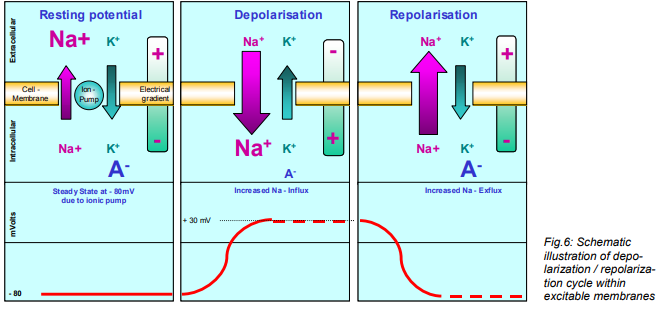 Resting potential
Extracellular
Na+
K+
+
Cell -
Membrane
Ion -
Pump
Electrical
gradient
Intracellular
Na+
K+
-
A-
Steady State at - 80mV
due to ionic pump
mVolts
- 80
Depolarisation
Na+
K+
-
Na+
K+
+
A-
Increased Na - Influx
+ 30 mV
Repolarisation
Na+
K+
+
Na+
K+
-
A-
Increased Na - Exflux
Fig.6: Schematic
illustration of depo-
larization / repolariza-
tion cycle within
excitable membranes